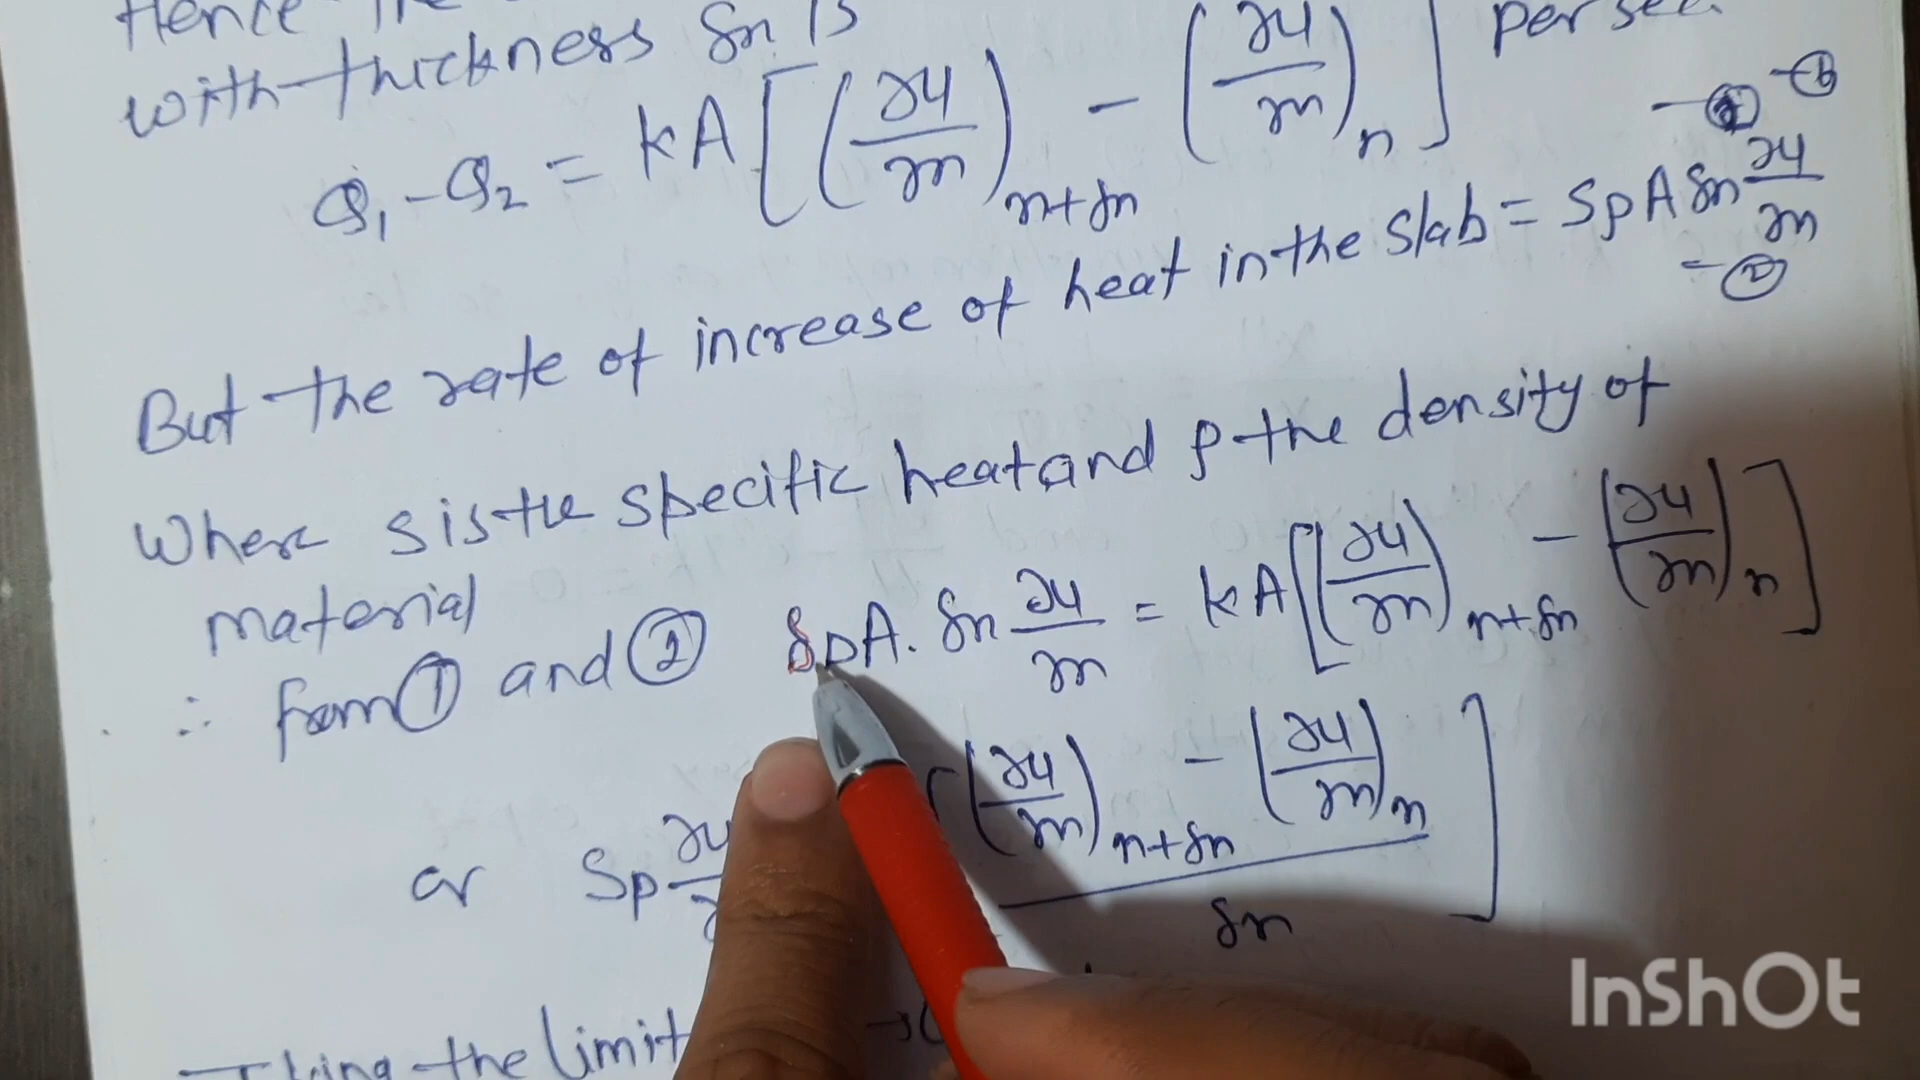 Hence the
with thickness δx is
Q₁ - Q₂ = kA [(∂u/∂x)ₓ₊δₓ - (∂u/∂x)ₓ] per sec.
-ⓑ
But the rate of increase of heat in the slab = SρA δx ∂u/∂x
-②
Where s is the specific heat and ρ the density of
material
∴ from ① and ② SρA. δx ∂u/∂x = kA [(∂u/∂x)ₓ₊δₓ - (∂u/∂x)ₓ]
or Sρ ∂u [(∂u/∂x)ₓ₊δₓ - (∂u/∂x)ₓ / δx]
Taking the limit
InShOt